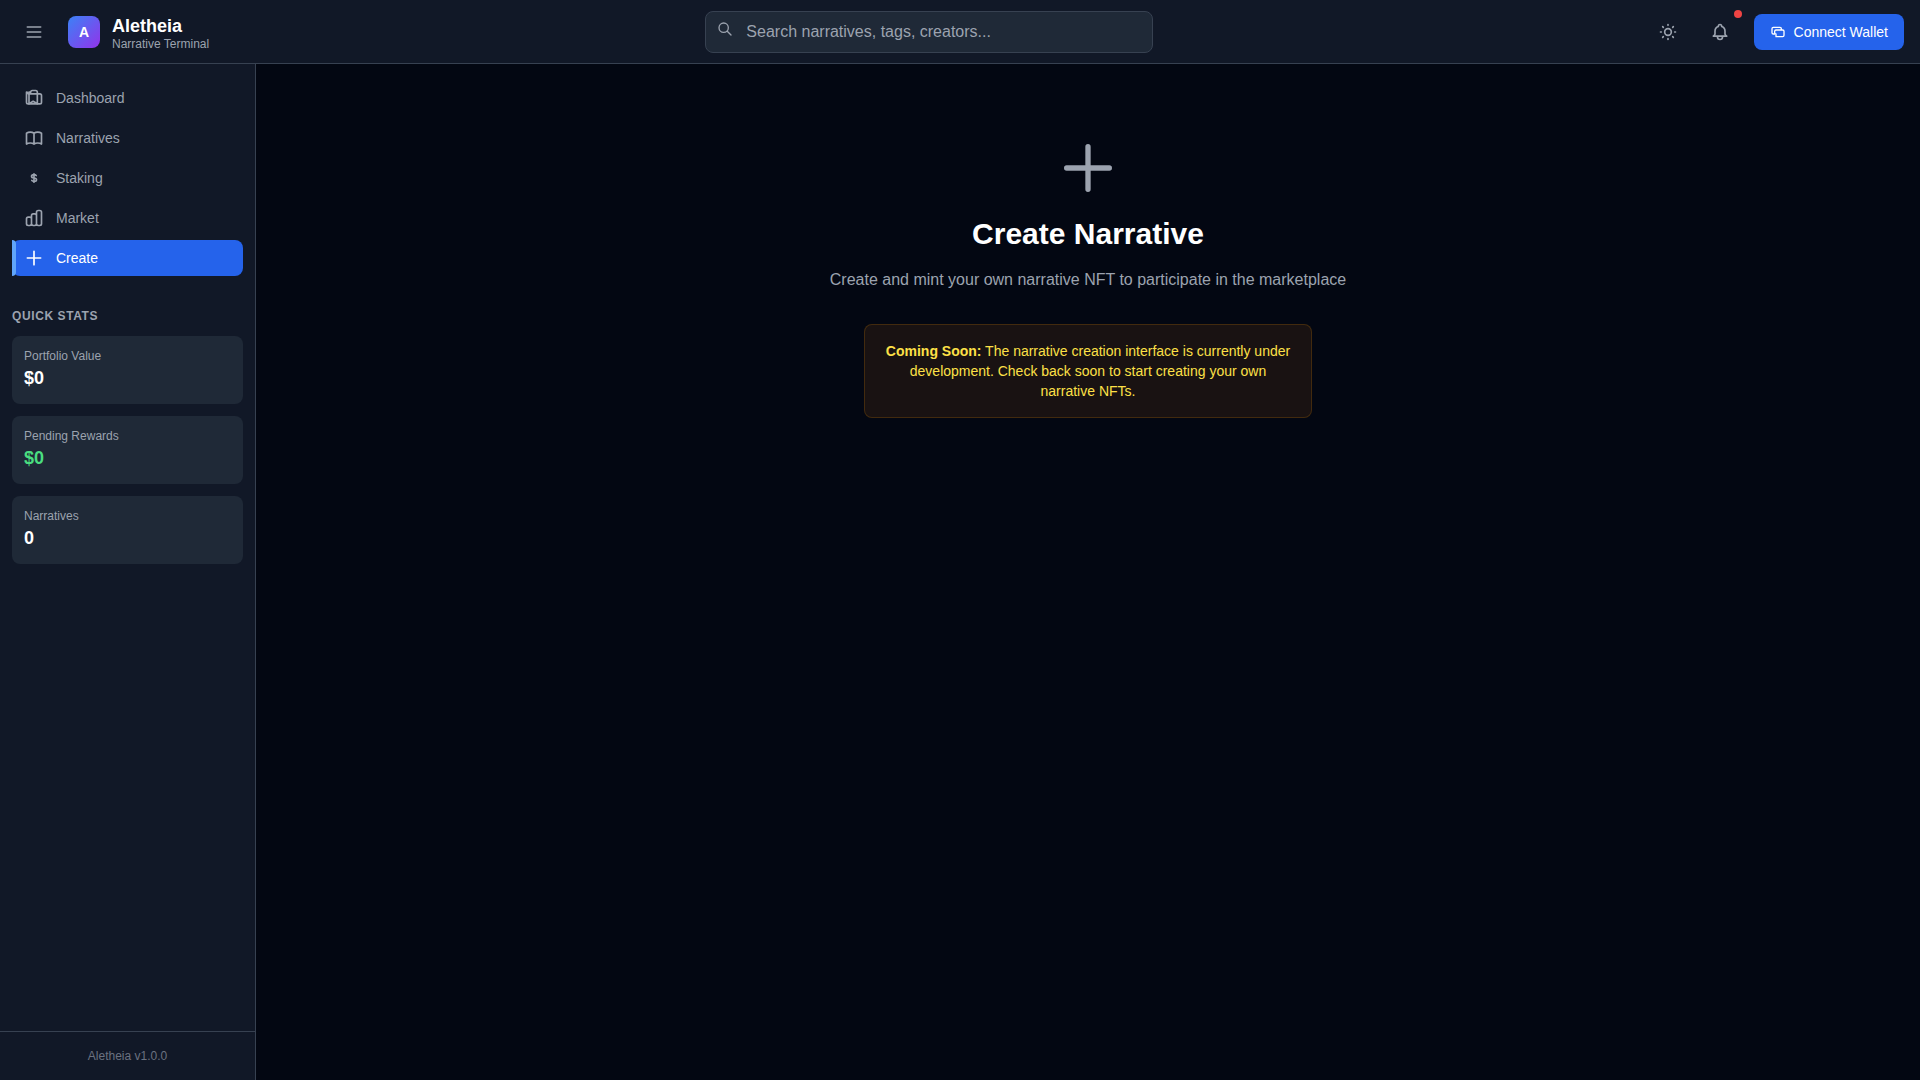 A
Aletheia
Narrative Terminal
Search narratives, tags, creators...
Connect Wallet
Dashboard
Narratives
Staking
Market
Create
QUICK STATS
Portfolio Value
$0
Pending Rewards
$0
Narratives
0
Aletheia v1.0.0
Create Narrative
Create and mint your own narrative NFT to participate in the marketplace
Coming Soon: The narrative creation interface is currently under
development. Check back soon to start creating your own
narrative NFTs.